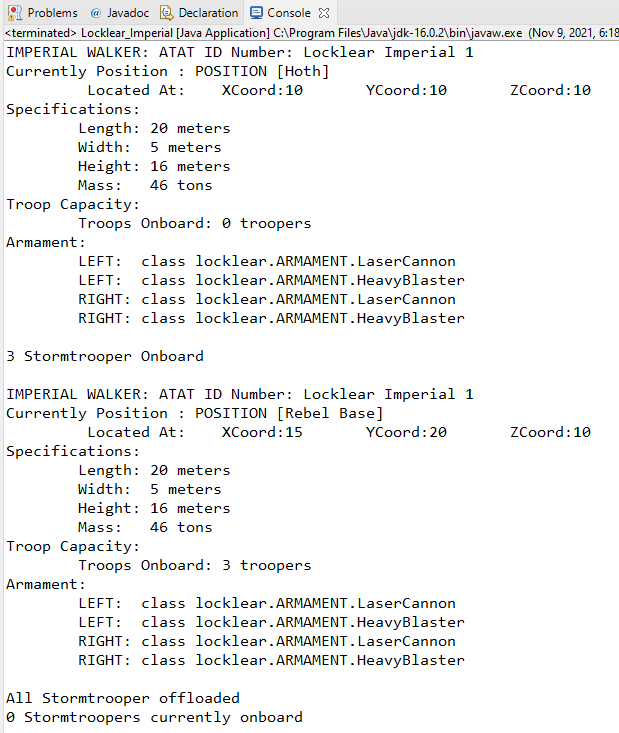 Problems @ Javadoc Declaration Console
<terminated> Locklear_Imperial [Java Application] C:\Program Files\Java\jdk-16.0.2\bin\javaw.exe (Nov 9, 2021, 6:18
IMPERIAL WALKER: ATAT ID Number: Locklear Imperial 1
Currently Position : POSITION [Hoth]
Located At: XCoord:10 YCoord:10 ZCoord:10
Specifications:
Length: 20 meters
Width: 5 meters
Height: 16 meters
Mass: 46 tons
Troop Capacity:
Troops Onboard: 0 troopers
Armament:
LEFT: class locklear.ARMAMENT.LaserCannon
LEFT: class locklear.ARMAMENT.HeavyBlaster
RIGHT: class locklear.ARMAMENT.LaserCannon
RIGHT: class locklear.ARMAMENT.HeavyBlaster
3 Stormtrooper Onboard
IMPERIAL WALKER: ATAT ID Number: Locklear Imperial 1
Currently Position : POSITION [Rebel Base]
Located At: XCoord:15 YCoord:20 ZCoord:10
Specifications:
Length: 20 meters
Width: 5 meters
Height: 16 meters
Mass: 46 tons
Troop Capacity:
Troops Onboard: 3 troopers
Armament:
LEFT: class locklear.ARMAMENT.LaserCannon
LEFT: class locklear.ARMAMENT.HeavyBlaster
RIGHT: class locklear.ARMAMENT.LaserCannon
RIGHT: class locklear.ARMAMENT.HeavyBlaster
All Stormtrooper offloaded
0 Stormtroopers currently onboard